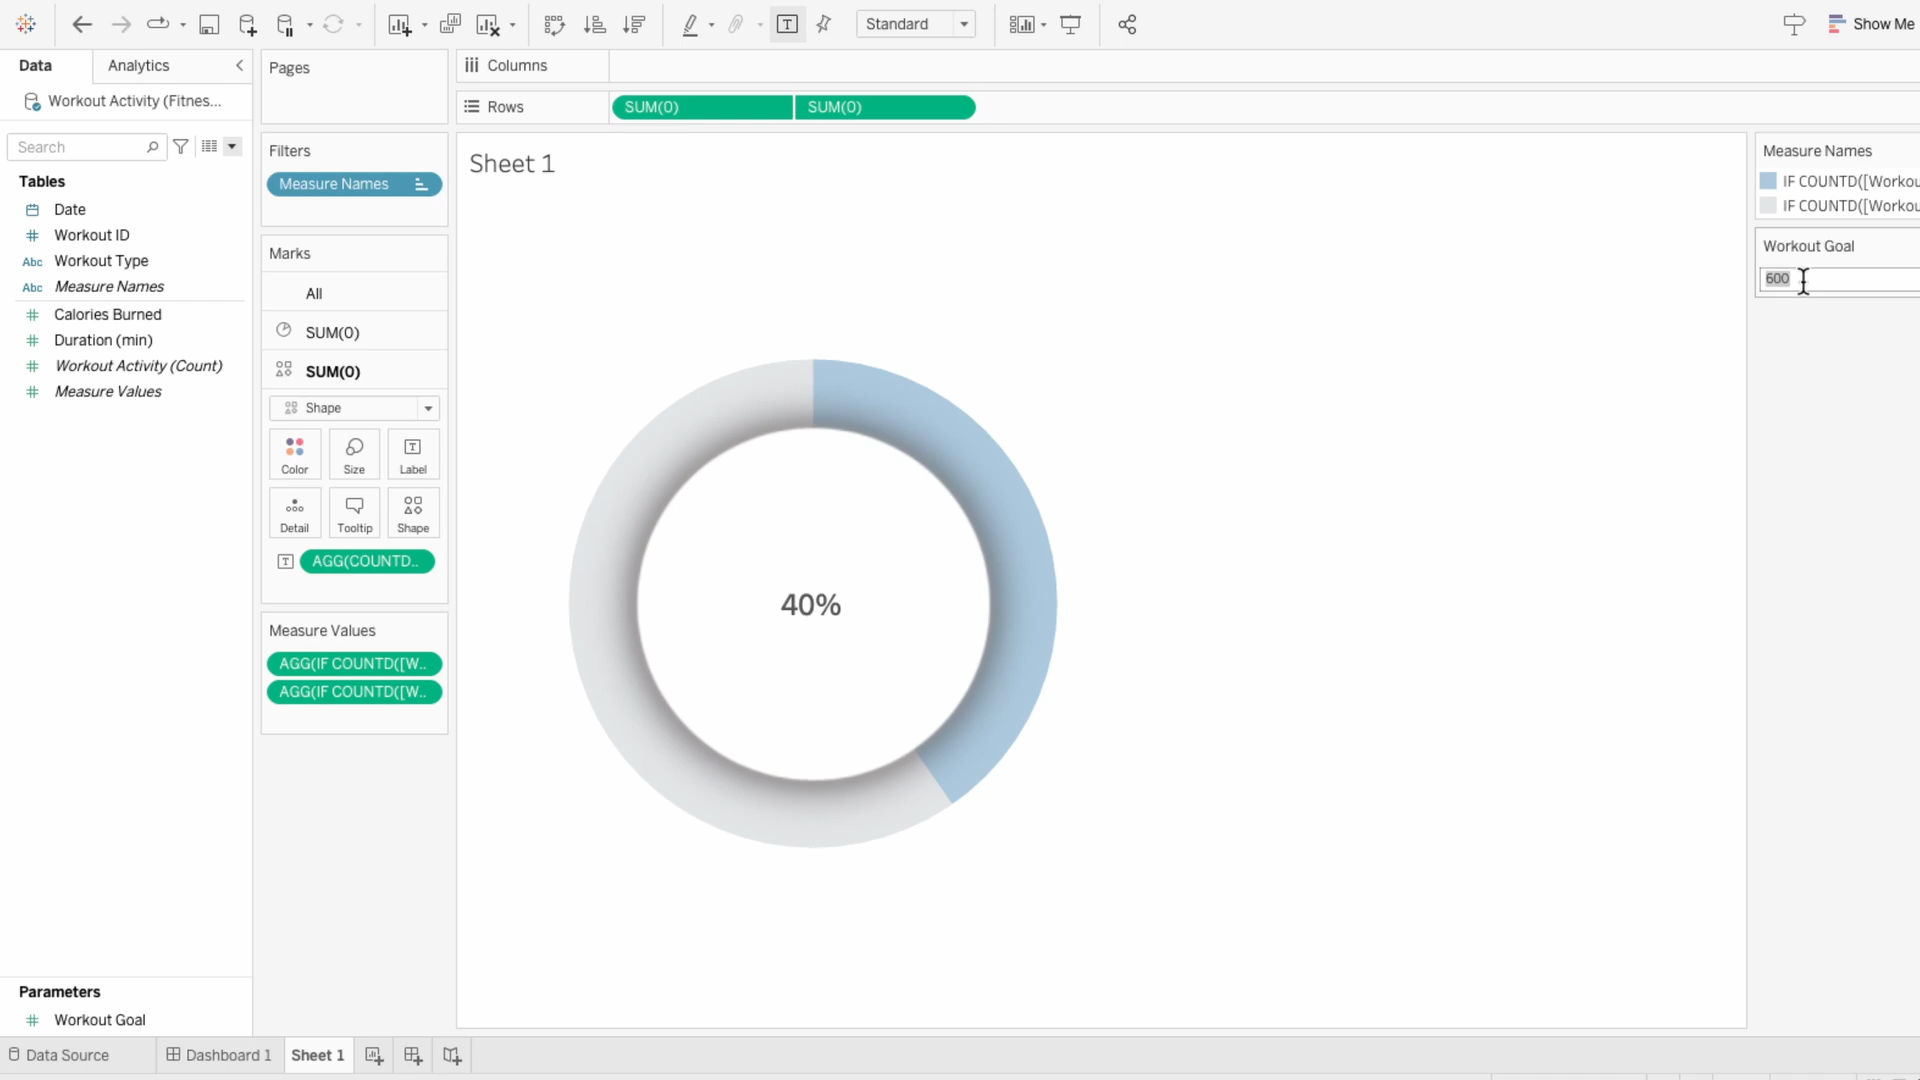 Standard
Show Me
Data
Analytics
Workout Activity (Fitnes...
Search
Tables
Date
Workout ID
Abc Workout Type
Abc Measure Names
Calories Burned
Duration (min)
Workout Activity (Count)
Measure Values
Parameters
Workout Goal
Pages
Filters
Measure Names
Marks
All
SUM(0)
SUM(0)
Shape
Color
Size
Label
Detail
Tooltip
Shape
AGG(COUNTD..
Measure Values
AGG(IF COUNTD([W..
AGG(IF COUNTD([W..
Columns
Rows
SUM(0) SUM(0)
Sheet 1
40%
Measure Names
IF COUNTD([Workou
IF COUNTD([Workou
Workout Goal
600
Data Source
Dashboard 1
Sheet 1